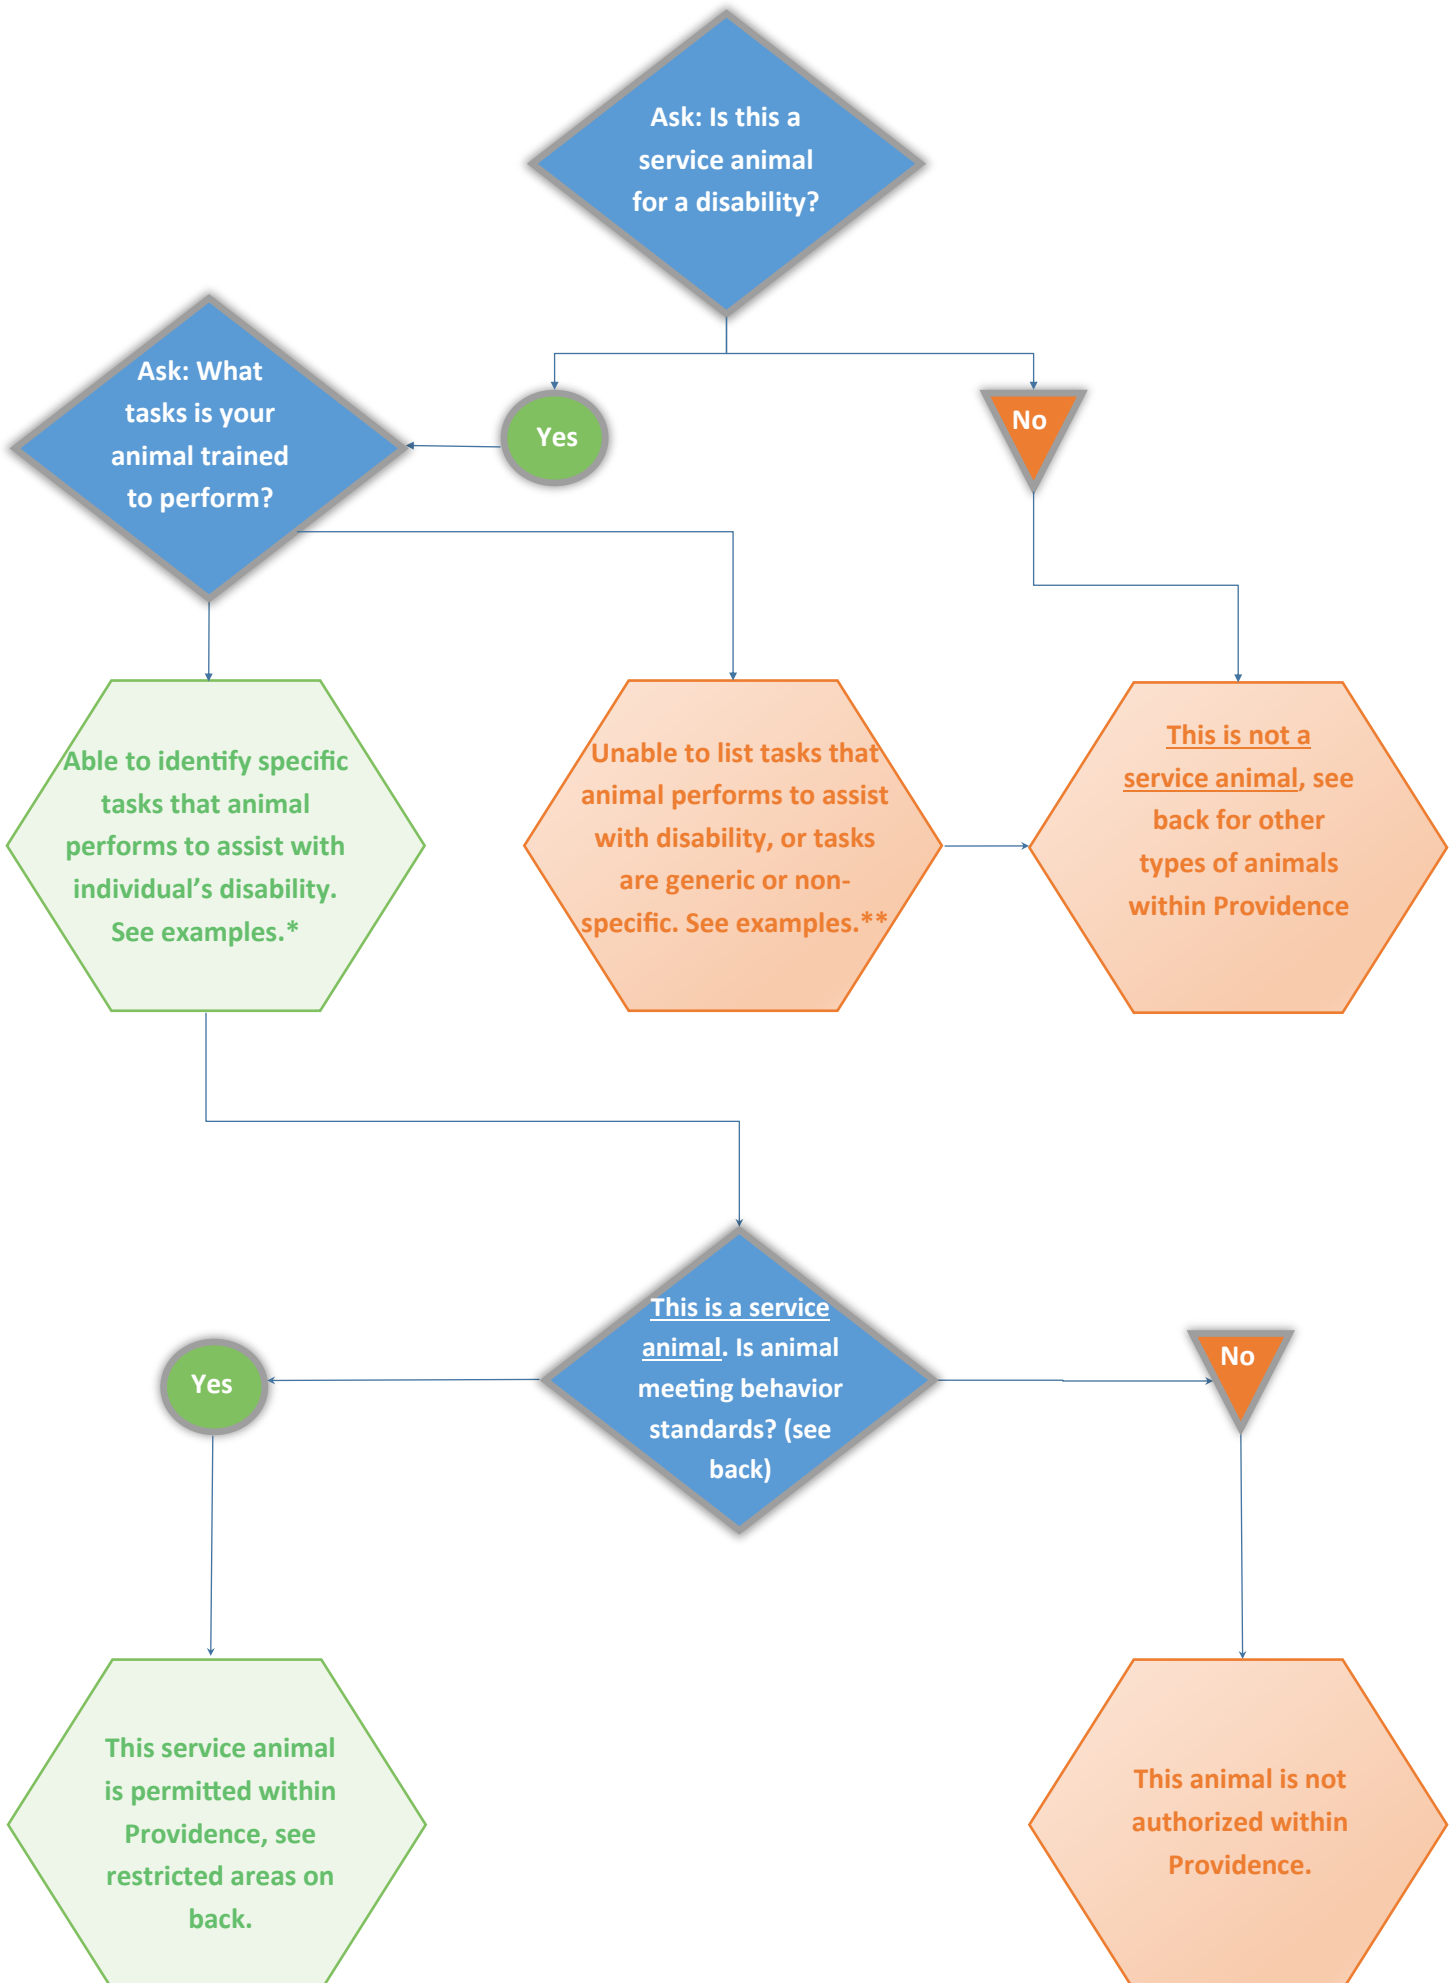 Ask: Is this a
service animal
for a disability?
Ask: What
tasks is your
animal trained
to perform?
Yes
No
Able to identify specific
tasks that animal
performs to assist with
individual's disability.
See examples.*
Unable to list tasks that
animal performs to assist
with disability, or tasks
are generic or non-
specific. See examples.**
This is not a
service animal, see
back for other
types of animals
within Providence
This is a service
animal. Is animal
meeting behavior
standards? (see
back)
Yes
No
This service animal
is permitted within
Providence, see
restricted areas on
back.
This animal is not
authorized within
Providence.